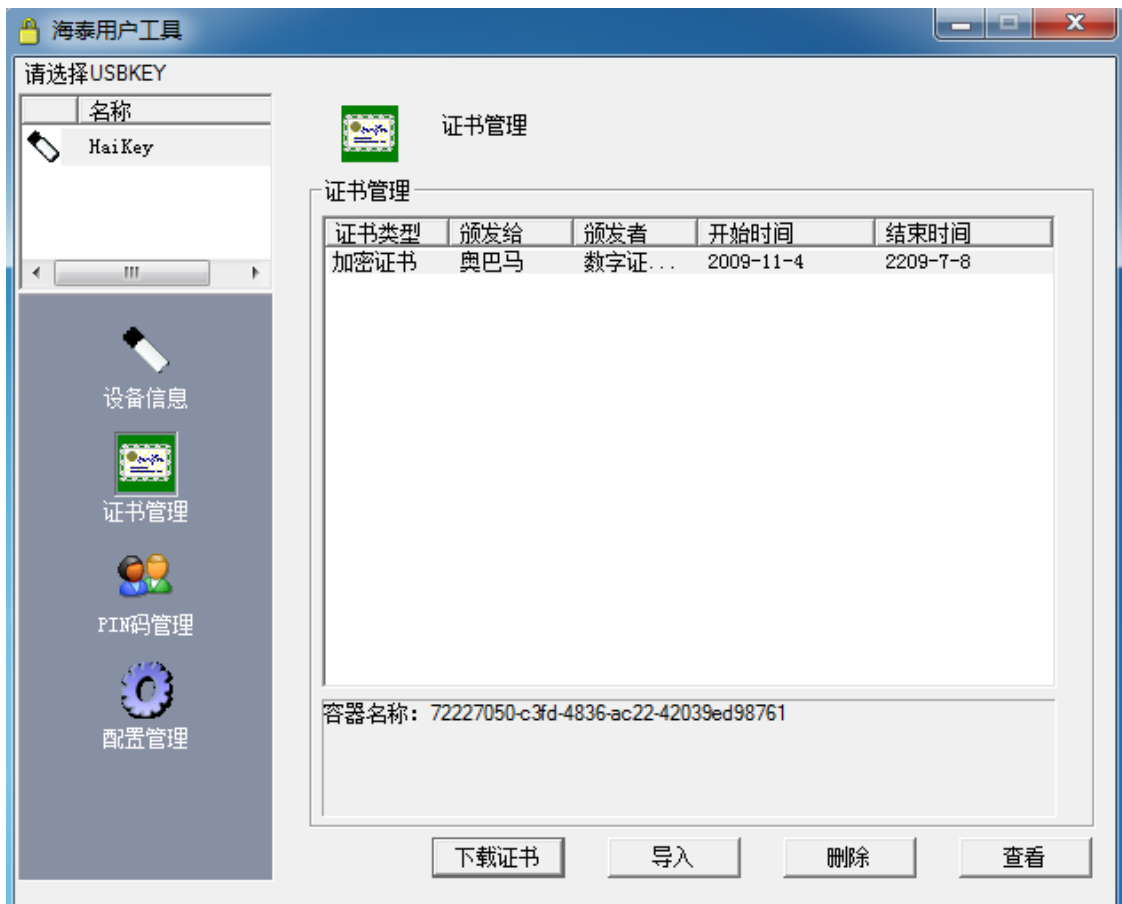 海泰用户工具
请选择USBKEY
名称
HaiKey
证书管理
证书管理
证书类型 颁发给 颁发者 开始时间 结束时间
加密证书 奥巴马 数字证... 2009-11-4 2209-7-8
设备信息
证书管理
PIN码管理
配置管理
容器名称：72227050-c3fd-4836-ac22-42039ed98761
下载证书 导入 删除 查看